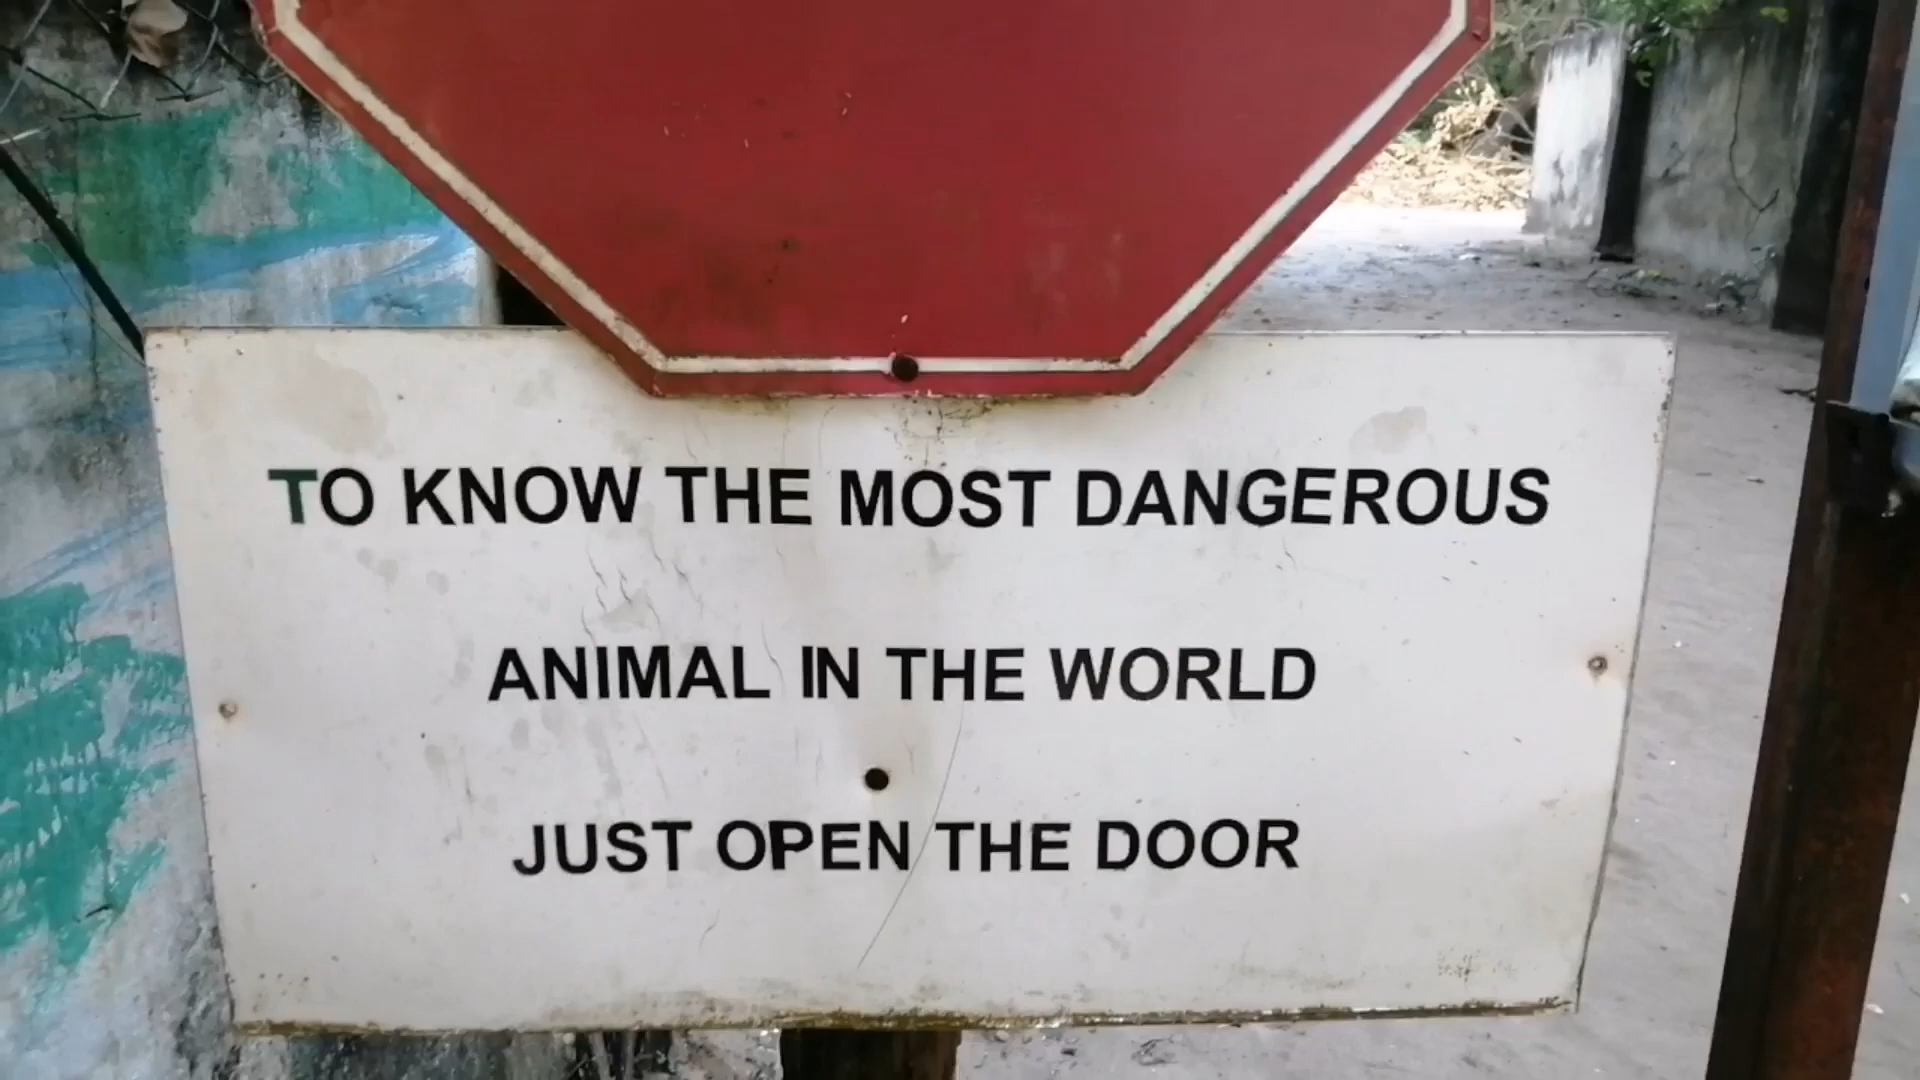 TO KNOW THE MOST DANGEROUS
ANIMAL IN THE WORLD
JUST OPEN THE DOOR